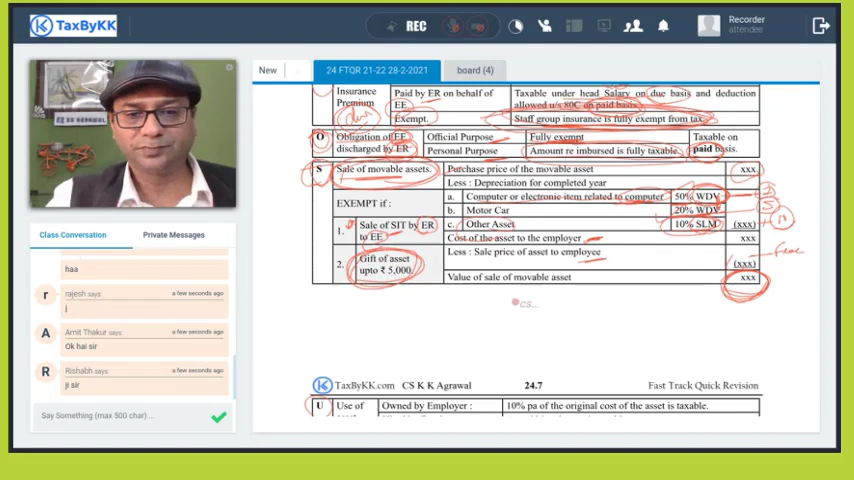 TaxByKK
REC
Recorder
attendee
New
24 FTQR 21-22 28-2-2021
board (4)
Class Conversation
Private Messages
haa
r
rajesh says:
a few seconds ago
j
A
Amit Thakur says:
a few seconds ago
Ok hai sir
R
Rishabh says:
a few seconds ago
ji sir
Say Something (max 500 char) ...
Insurance Premium
Paid by ER on behalf of EE
Taxable under head Salary on due basis and deduction allowed u/s 80C on paid basis.
Exempt.
Staff group insurance is fully exempt from tax.
O
Obligation of EE discharged by ER
Official Purpose
Fully exempt
Taxable on paid basis.
Personal Purpose
Amount re imbursed is fully taxable.
S
Sale of movable assets.
Purchase price of the movable asset
xxx
Less : Depreciation for completed year
EXEMPT if :
a. Computer or electronic item related to computer
50% WDV
b. Motor Car
20% WDV
1.
Sale of SIT by ER to EE
c. Other Asset
10% SLM
(xxx)
Cost of the asset to the employer
xxx
2.
Gift of asset upto ₹ 5,000.
Less : Sale price of asset to employee
(xxx)
Value of sale of movable asset
xxx
CS...
TaxByKK.com CS K K Agrawal
24.7
Fast Track Quick Revision
U
Use of
Owned by Employer :
10% pa of the original cost of the asset is taxable.